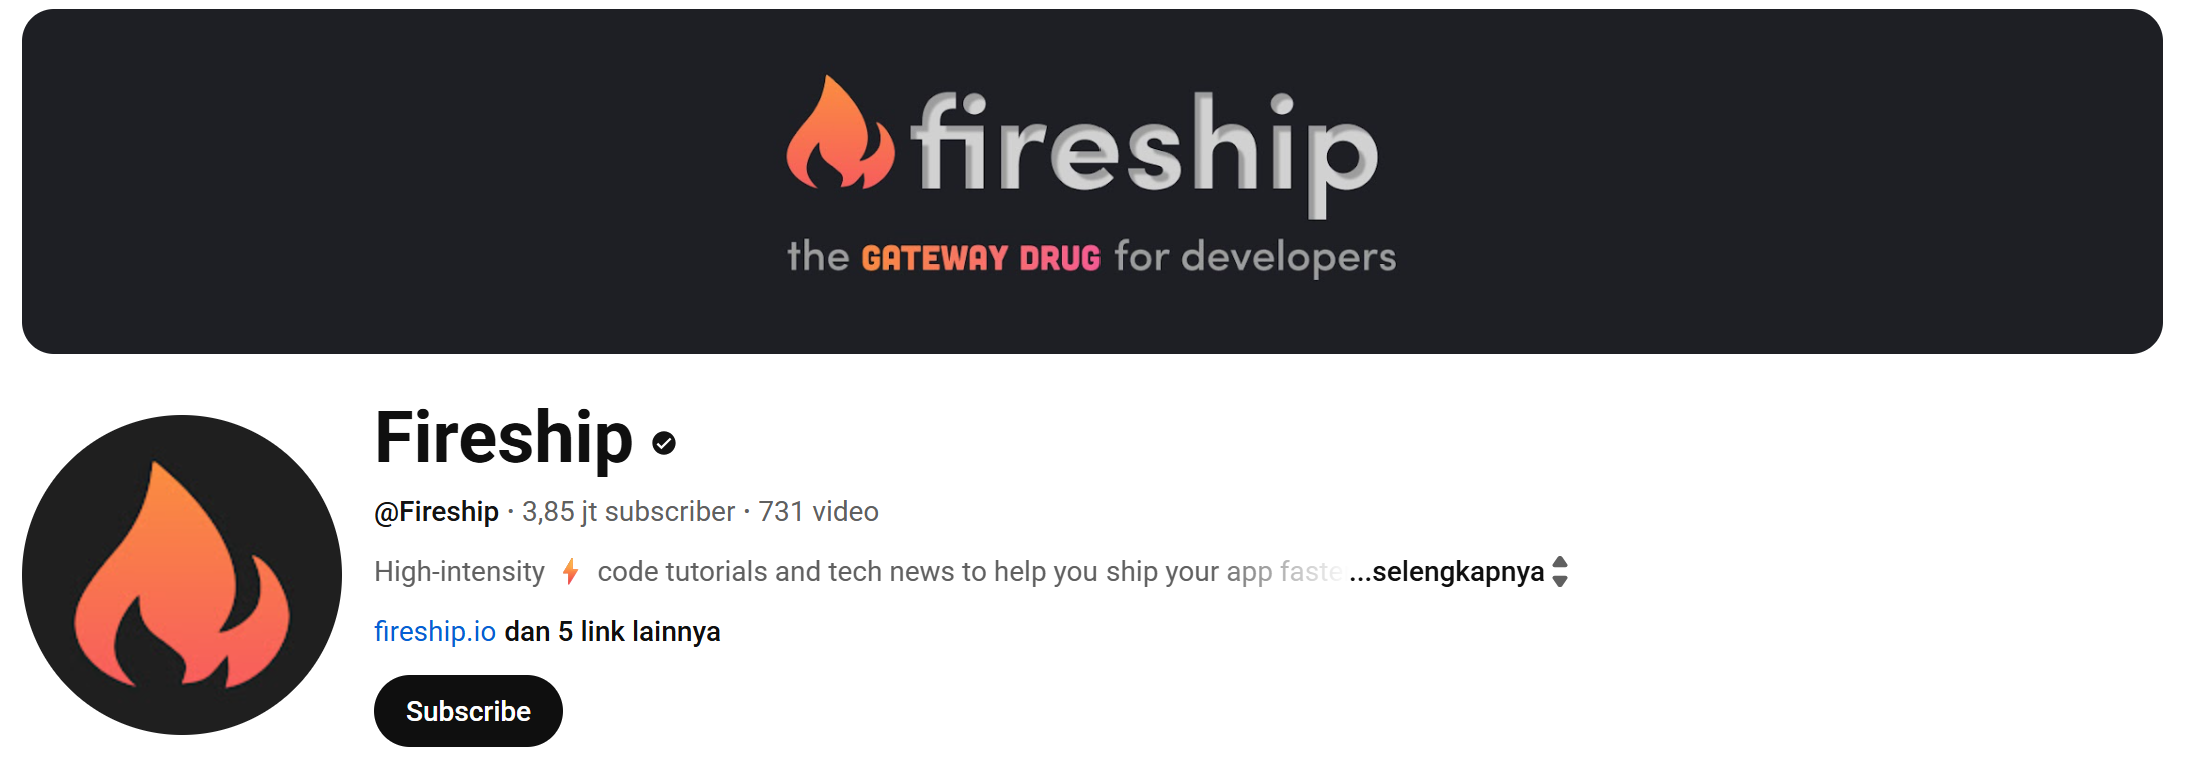 fireship
the GATEWAY DRUG for developers
Fireship
@Fireship · 3,85 jt subscriber · 731 video
High-intensity ⚡ code tutorials and tech news to help you ship your app faste ...selengkapnya
fireship.io dan 5 link lainnya
Subscribe